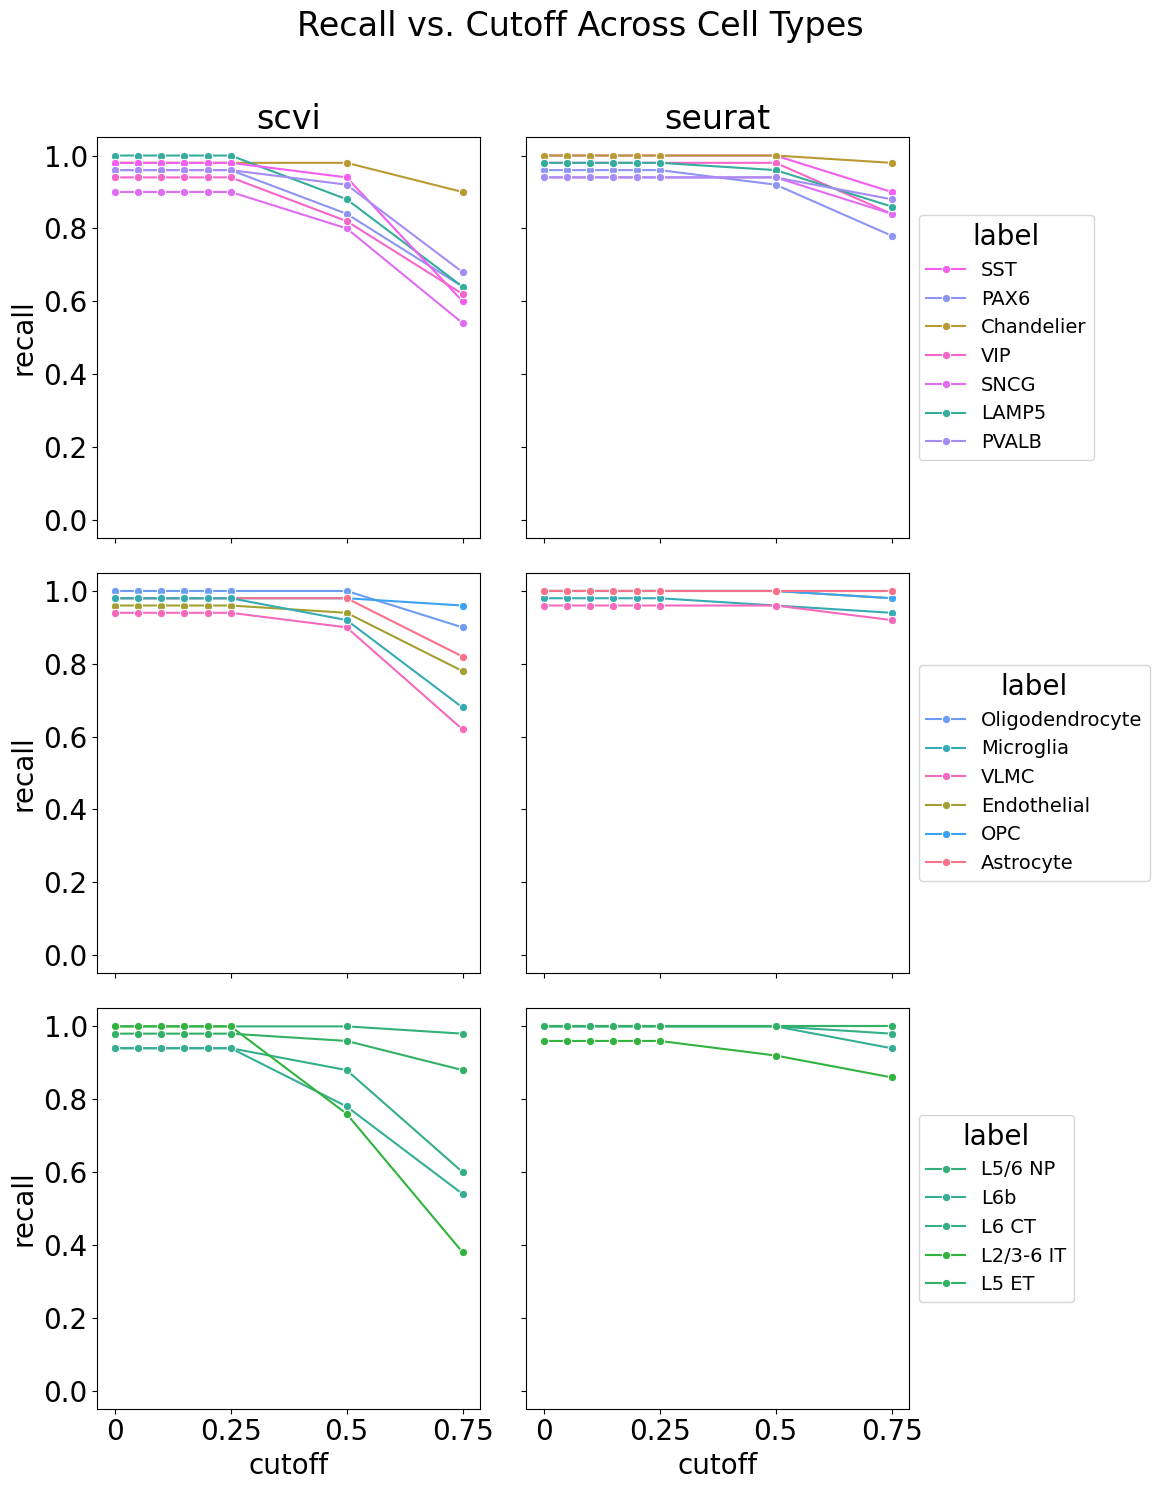 Recall vs. Cutoff Across Cell Types
scvi
seurat
recall
1.0
0.8
0.6
0.4
0.2
0.0
label
SST
PAX6
Chandelier
VIP
SNCG
LAMP5
PVALB
recall
1.0
0.8
0.6
0.4
0.2
0.0
label
Oligodendrocyte
Microglia
VLMC
Endothelial
OPC
Astrocyte
recall
1.0
0.8
0.6
0.4
0.2
0.0
label
L5/6 NP
L6b
L6 CT
L2/3-6 IT
L5 ET
0 0.25 0.5 0.75
cutoff
0 0.25 0.5 0.75
cutoff